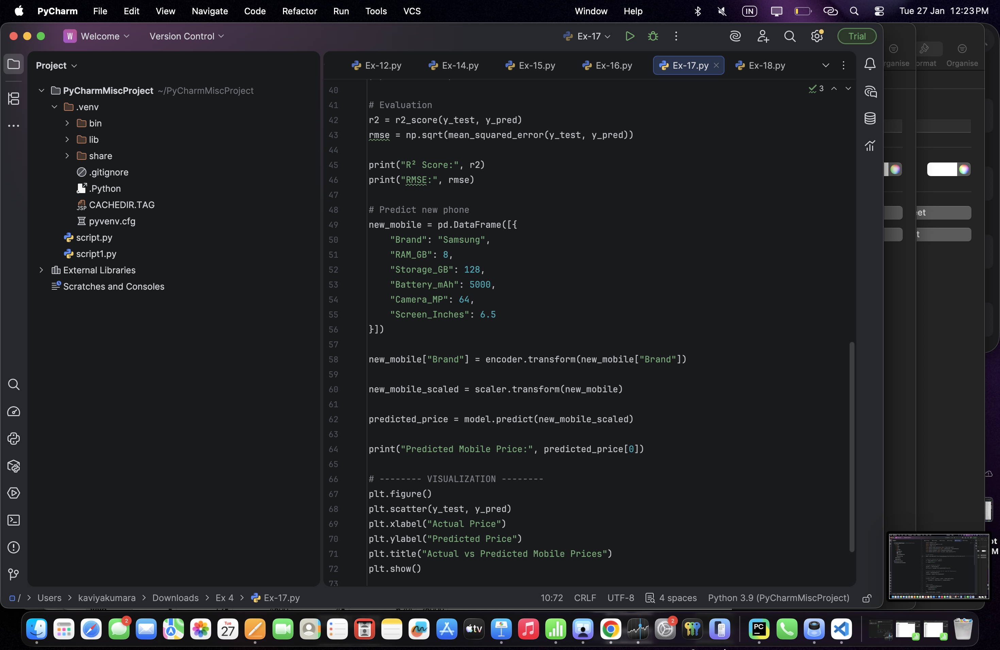 PyCharm File Edit View Navigate Code Refactor Run Tools VCS Window Help IN Tue 27 Jan 12:23 PM
W Welcome Version Control Ex-17 Trial
Project
Ex-12.py Ex-14.py Ex-15.py Ex-16.py Ex-17.py Ex-18.py
rganise ormat Organise
PyCharmMiscProject ~/PyCharmMiscProject
.venv
bin
lib
share
.gitignore
.Python
JSP CACHEDIR.TAG
pyvenv.cfg
script.py
script1.py
External Libraries
Scratches and Consoles
3
40
41 # Evaluation
42 r2 = r2_score(y_test, y_pred)
43 rmse = np.sqrt(mean_squared_error(y_test, y_pred))
44
45 print("R² Score:", r2)
46 print("RMSE:", rmse)
47
48 # Predict new phone
49 new_mobile = pd.DataFrame([{
50 "Brand": "Samsung",
51 "RAM_GB": 8,
52 "Storage_GB": 128,
53 "Battery_mAh": 5000,
54 "Camera_MP": 64,
55 "Screen_Inches": 6.5
56 }])
57
58 new_mobile["Brand"] = encoder.transform(new_mobile["Brand"])
59
60 new_mobile_scaled = scaler.transform(new_mobile)
61
62 predicted_price = model.predict(new_mobile_scaled)
63
64 print("Predicted Mobile Price:", predicted_price[0])
65
66 # -------- VISUALIZATION --------
67 plt.figure()
68 plt.scatter(y_test, y_pred)
69 plt.xlabel("Actual Price")
70 plt.ylabel("Predicted Price")
71 plt.title("Actual vs Predicted Mobile Prices")
72 plt.show()
73
eet
t
ot
M
/ > Users > kaviyakumara > Downloads > Ex 4 > Ex-17.py
10:72 CRLF UTF-8 4 spaces Python 3.9 (PyCharmMiscProject)
2 Tue 27 tv 2 PC